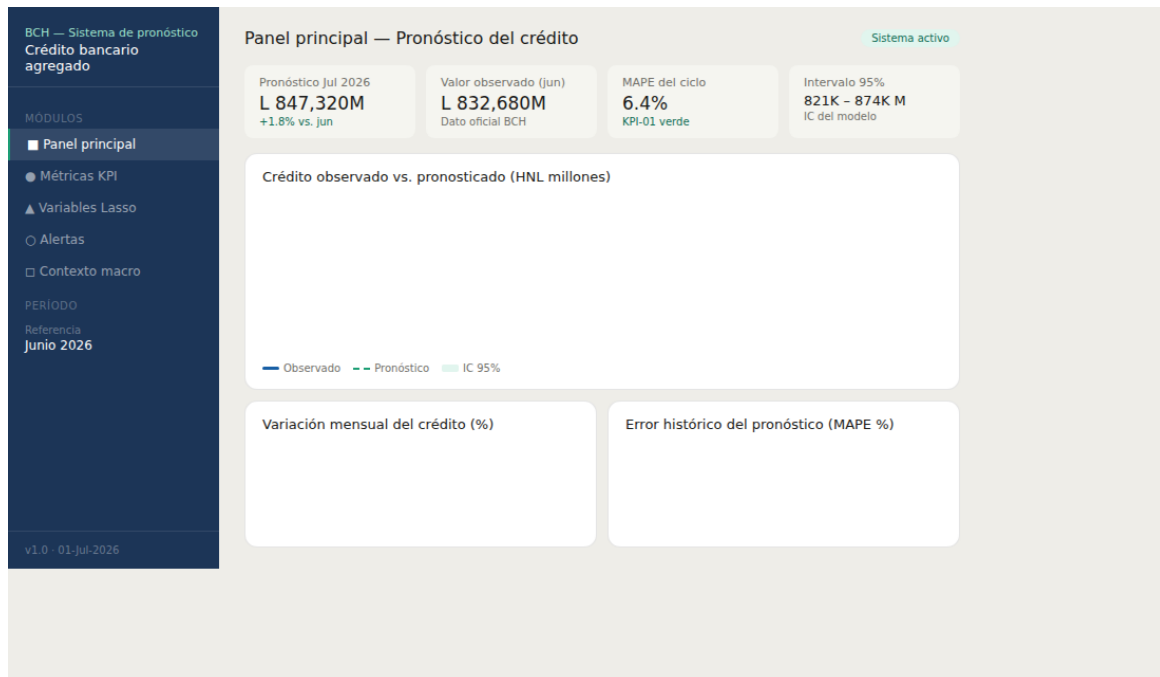 BCH — Sistema de pronóstico
Crédito bancario
agregado
MÓDULOS
Panel principal
Métricas KPI
Variables Lasso
Alertas
Contexto macro
PERÍODO
Referencia
Junio 2026
v1.0 · 01-Jul-2026
Panel principal — Pronóstico del crédito
Sistema activo
Pronóstico Jul 2026
L 847,320M
+1.8% vs. jun
Valor observado (jun)
L 832,680M
Dato oficial BCH
MAPE del ciclo
6.4%
KPI-01 verde
Intervalo 95%
821K – 874K M
IC del modelo
Crédito observado vs. pronosticado (HNL millones)
Observado Pronóstico IC 95%
Variación mensual del crédito (%)
Error histórico del pronóstico (MAPE %)